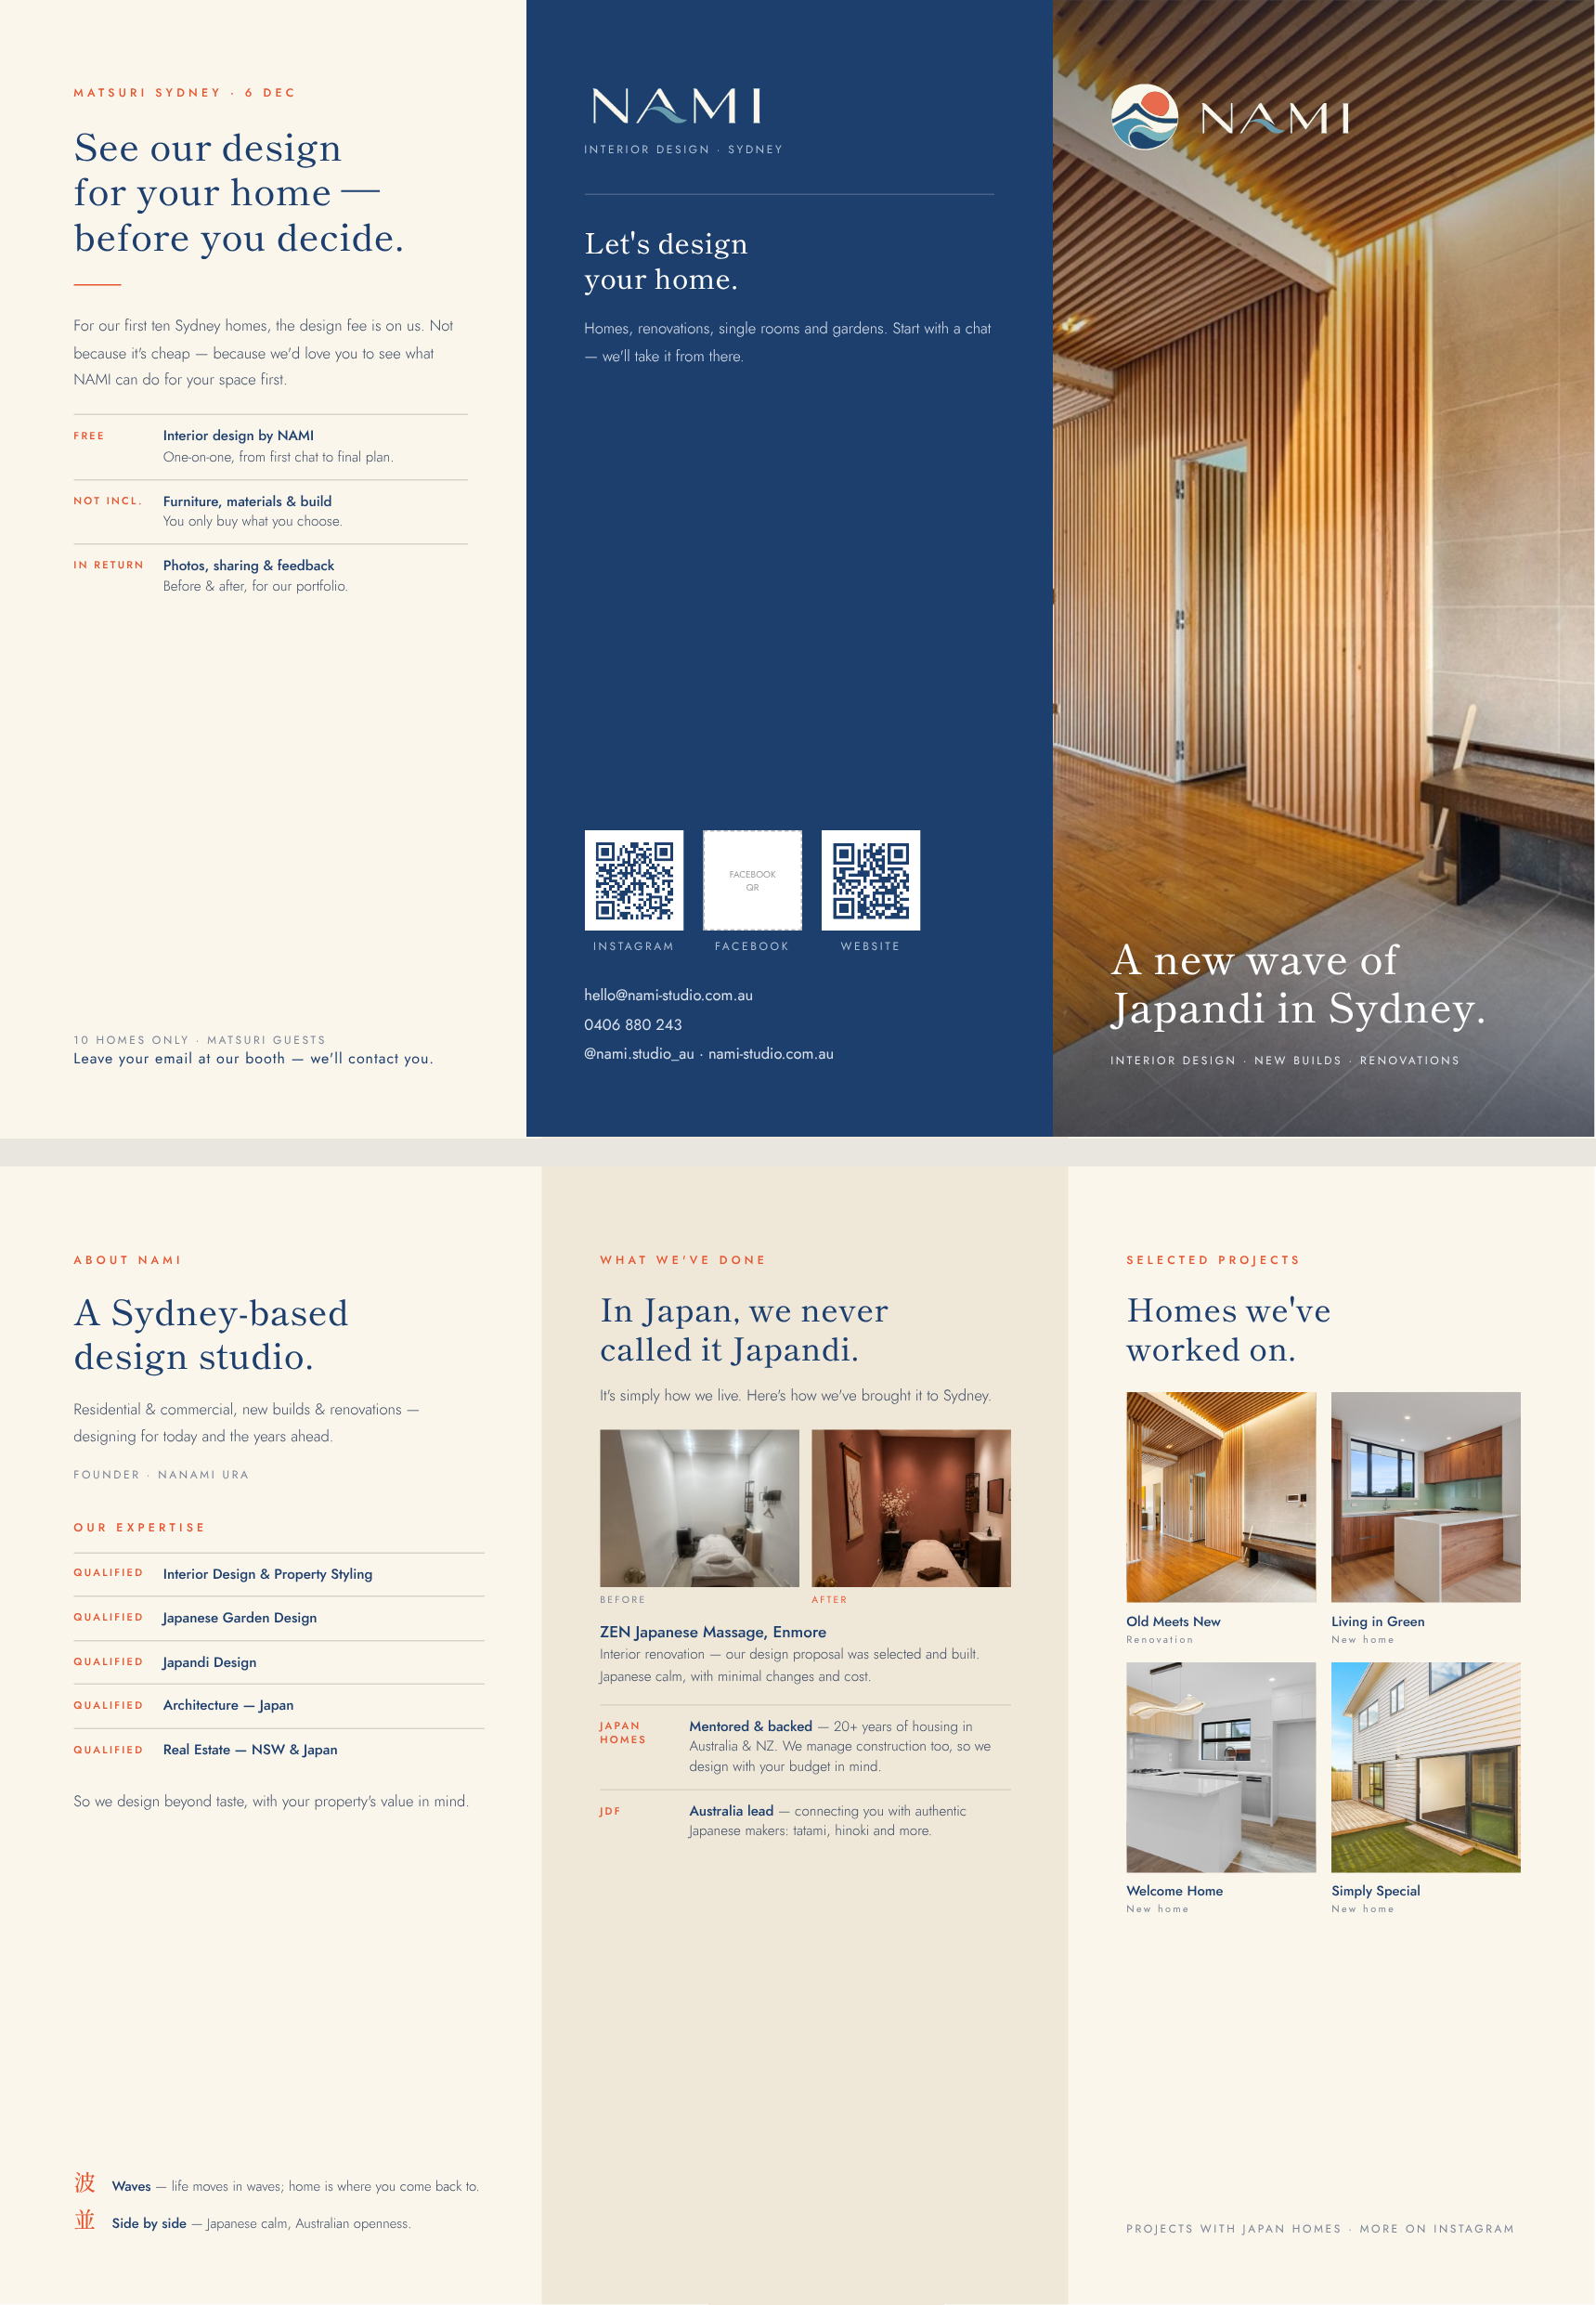 MATSURI SYDNEY · 6 DEC
See our design
for your home —
before you decide.
For our first ten Sydney homes, the design fee is on us. Not
because it's cheap — because we'd love you to see what
NAMI can do for your space first.
FREE
Interior design by NAMI
One-on-one, from first chat to final plan.
NOT INCL.
Furniture, materials & build
You only buy what you choose.
IN RETURN
Photos, sharing & feedback
Before & after, for our portfolio.
10 HOMES ONLY · MATSURI GUESTS
Leave your email at our booth — we'll contact you.
NAMI
INTERIOR DESIGN · SYDNEY
Let's design
your home.
Homes, renovations, single rooms and gardens. Start with a chat
— we'll take it from there.
FACEBOOK
QR
INSTAGRAM
FACEBOOK
WEBSITE
hello@nami-studio.com.au
0406 880 243
@nami.studio_au · nami-studio.com.au
NAMI
A new wave of
Japandi in Sydney.
INTERIOR DESIGN · NEW BUILDS · RENOVATIONS
ABOUT NAMI
A Sydney-based
design studio.
Residential & commercial, new builds & renovations —
designing for today and the years ahead.
FOUNDER · NANAMI URA
OUR EXPERTISE
QUALIFIED Interior Design & Property Styling
QUALIFIED Japanese Garden Design
QUALIFIED Japandi Design
QUALIFIED Architecture — Japan
QUALIFIED Real Estate — NSW & Japan
So we design beyond taste, with your property's value in mind.
波 Waves — life moves in waves; home is where you come back to.
並 Side by side — Japanese calm, Australian openness.
WHAT WE'VE DONE
In Japan, we never
called it Japandi.
It's simply how we live. Here's how we've brought it to Sydney.
BEFORE
AFTER
ZEN Japanese Massage, Enmore
Interior renovation — our design proposal was selected and built.
Japanese calm, with minimal changes and cost.
JAPAN
HOMES
Mentored & backed — 20+ years of housing in
Australia & NZ. We manage construction too, so we
design with your budget in mind.
JDF
Australia lead — connecting you with authentic
Japanese makers: tatami, hinoki and more.
SELECTED PROJECTS
Homes we've
worked on.
Old Meets New
Renovation
Living in Green
New home
Welcome Home
New home
Simply Special
New home
PROJECTS WITH JAPAN HOMES · MORE ON INSTAGRAM